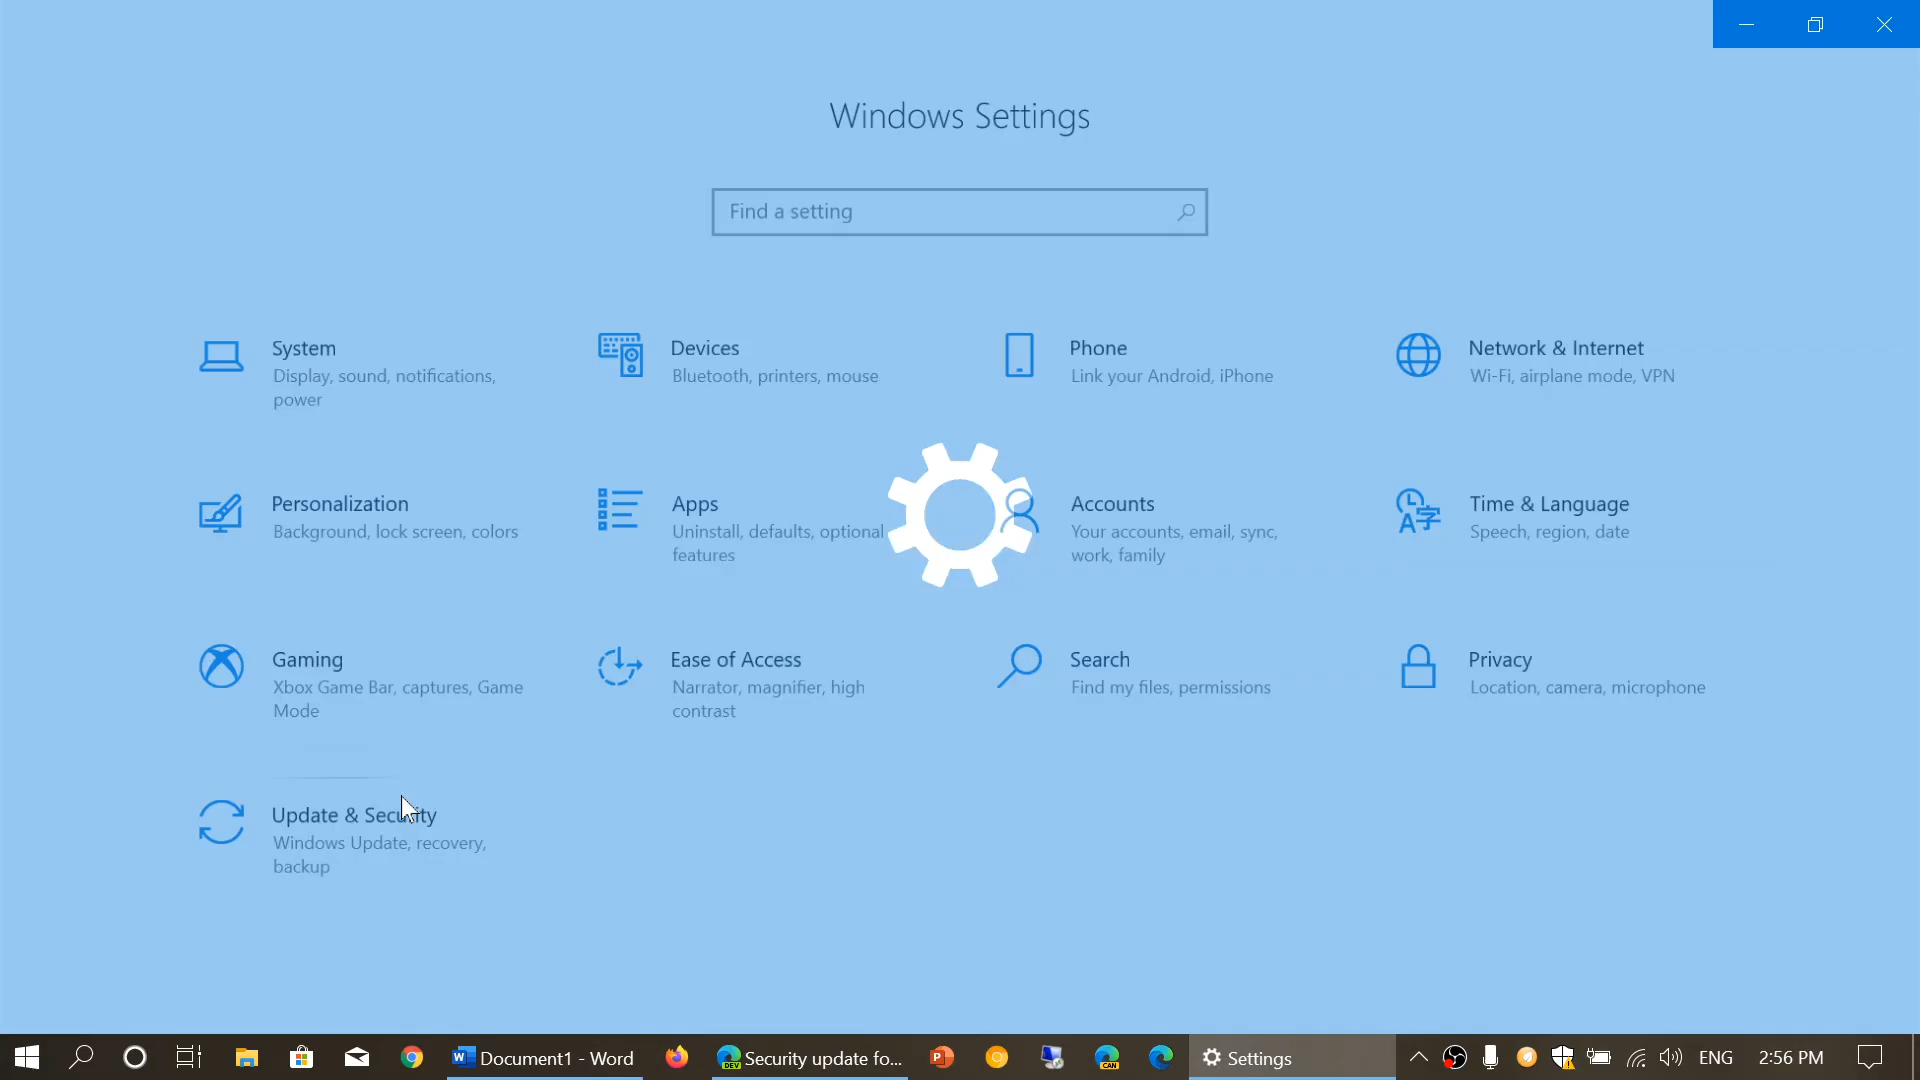 Windows Settings
Find a setting
System
Display, sound, notifications,
power
Devices
Bluetooth, printers, mouse
Phone
Link your Android, iPhone
Network & Internet
Wi-Fi, airplane mode, VPN
Personalization
Background, lock screen, colors
Apps
Uninstall, defaults, optional
features
Accounts
Your accounts, email, sync,
work, family
Time & Language
Speech, region, date
Gaming
Xbox Game Bar, captures, Game
Mode
Ease of Access
Narrator, magnifier, high
contrast
Search
Find my files, permissions
Privacy
Location, camera, microphone
Update & Security
Windows Update, recovery,
backup
Document1 - Word
DEV
Security update fo...
CAN
Settings
ENG
2:56 PM